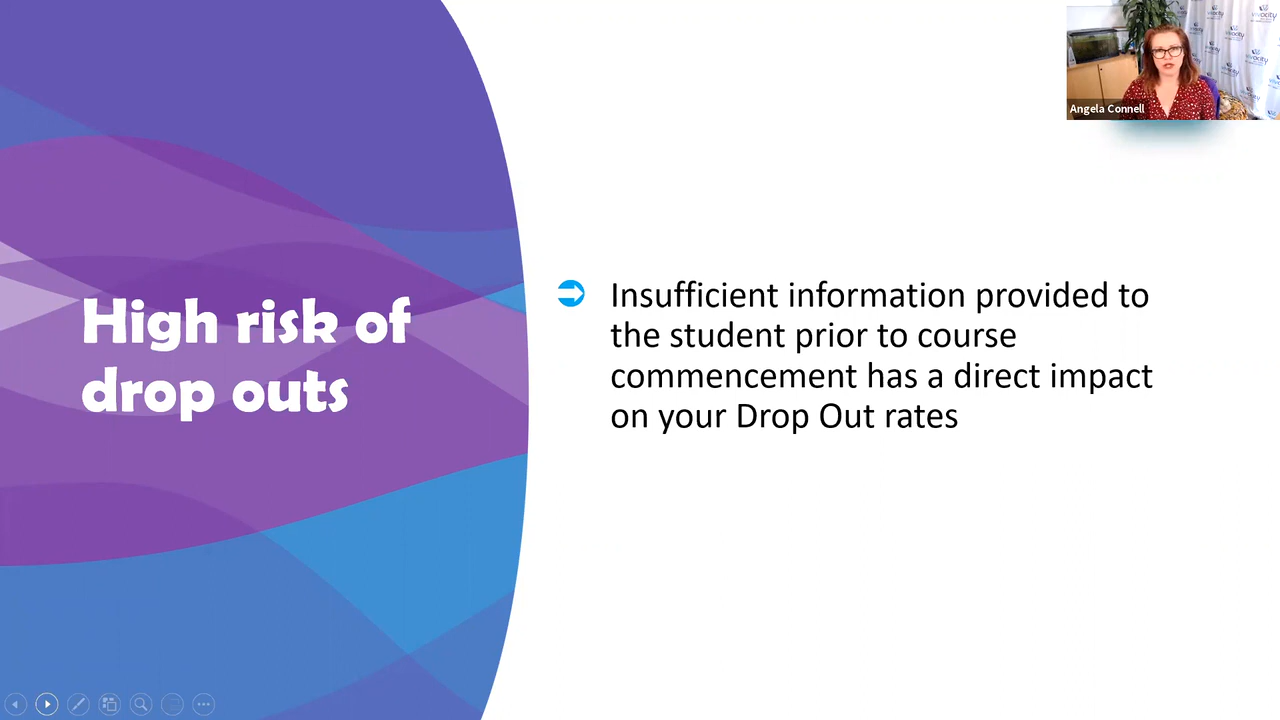 High risk of
drop outs
Insufficient information provided to
the student prior to course
commencement has a direct impact
on your Drop Out rates
Angela Connell
vivacity